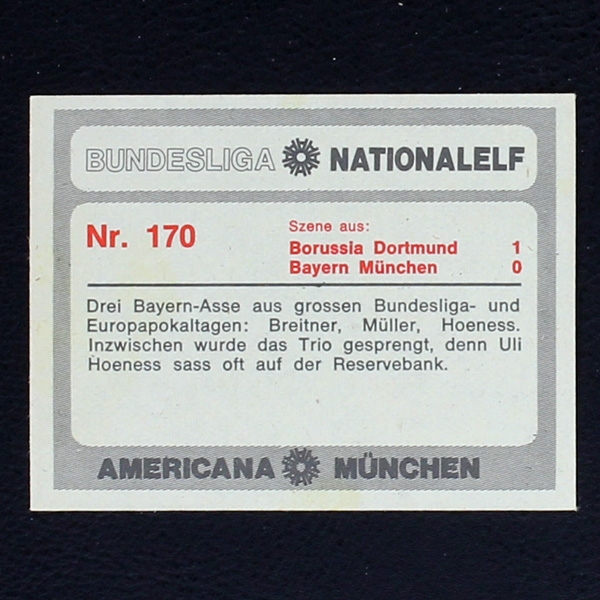 BUNDESLIGA NATIONALELF
Nr. 170
Szene aus:
Borussia Dortmund 1
Bayern München 0
Drei Bayern-Asse aus grossen Bundesliga- und
Europapokaltagen: Breitner, Müller, Hoeness.
Inzwischen wurde das Trio gesprengt, denn Uli
Hoeness sass oft auf der Reservebank.
AMERICANA MÜNCHEN